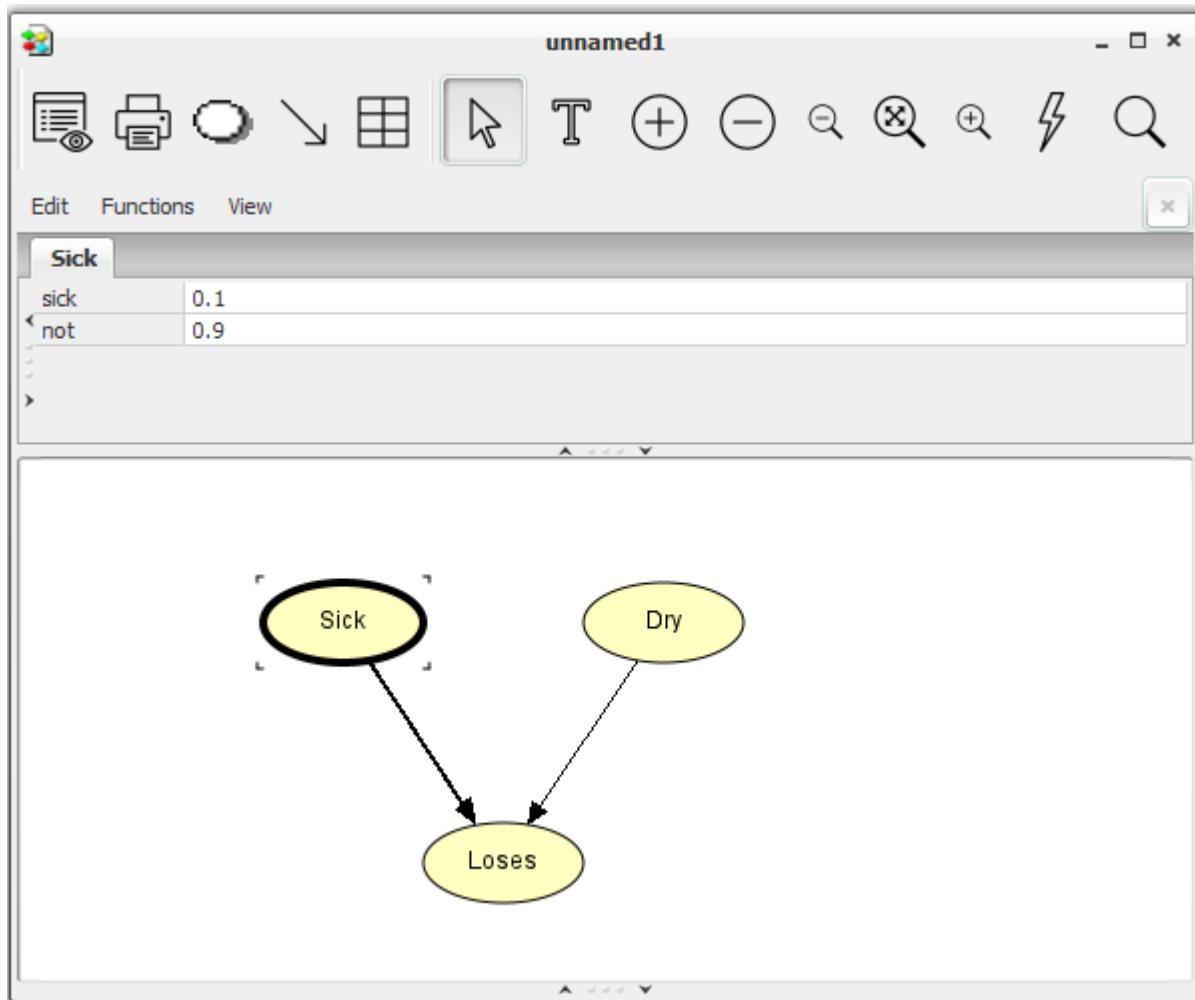 unnamed1
T
Edit Functions View
Sick
sick 0.1
not 0.9
Sick Dry
Loses